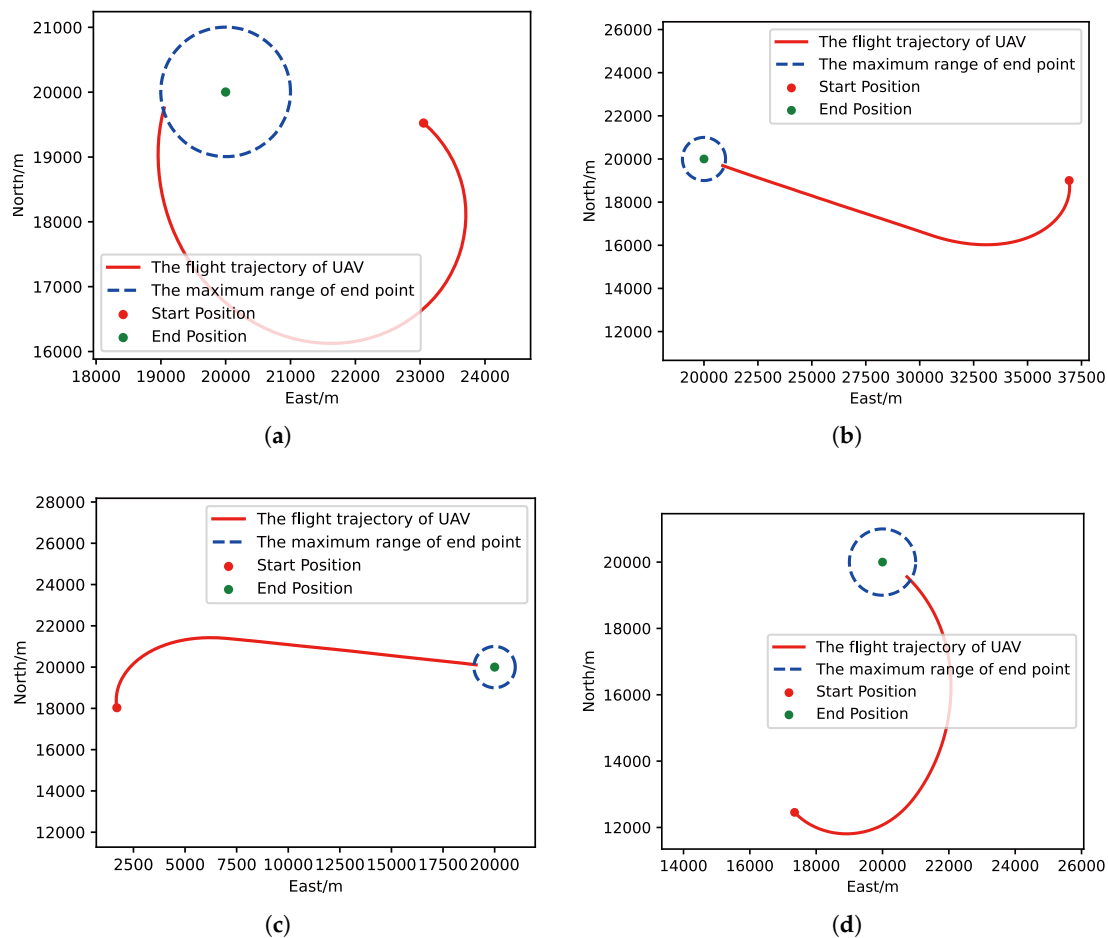 21000
20000
19000
18000
17000
16000
North/m
The flight trajectory of UAV
The maximum range of end point
Start Position
End Position
18000 19000 20000 21000 22000 23000 24000
East/m
(a)
26000
24000
22000
20000
18000
16000
14000
12000
North/m
The flight trajectory of UAV
The maximum range of end point
Start Position
End Position
20000 22500 25000 27500 30000 32500 35000 37500
East/m
(b)
28000
26000
24000
22000
20000
18000
16000
14000
12000
North/m
The flight trajectory of UAV
The maximum range of end point
Start Position
End Position
2500 5000 7500 10000 12500 15000 17500 20000
East/m
(c)
20000
18000
16000
14000
12000
North/m
The flight trajectory of UAV
The maximum range of end point
Start Position
End Position
14000 16000 18000 20000 22000 24000 26000
East/m
(d)